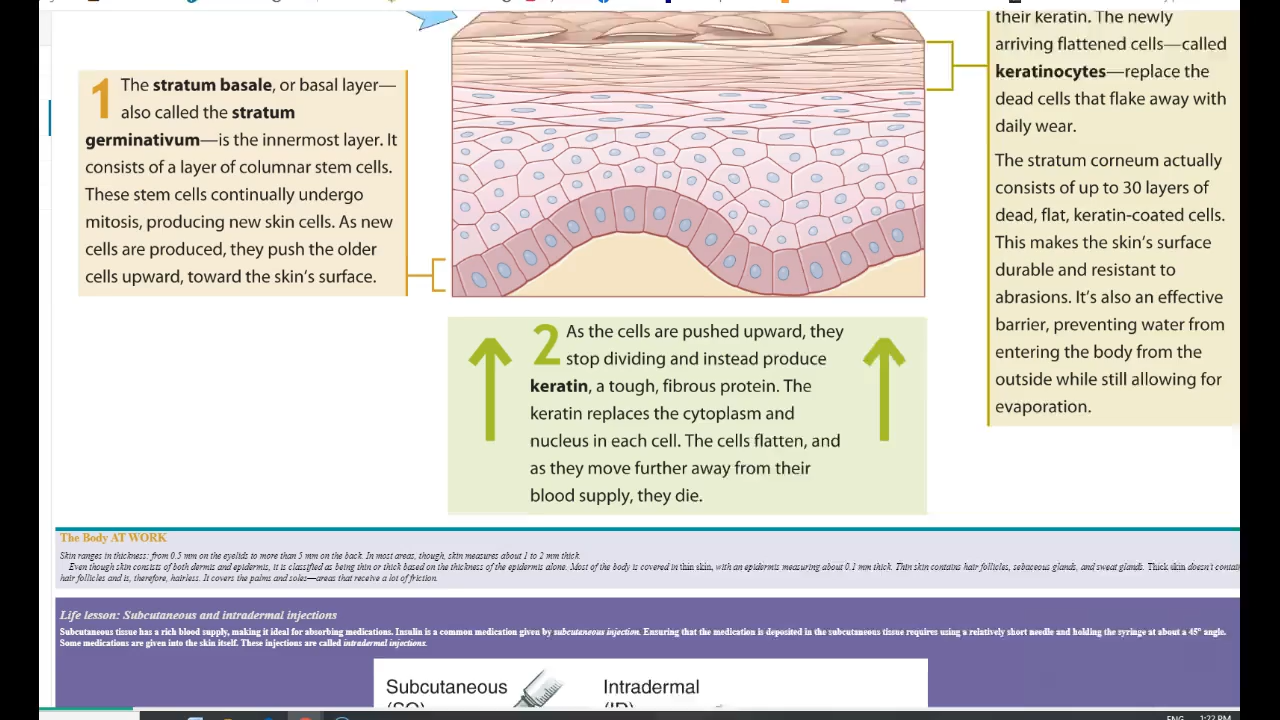 1 The stratum basale, or basal layer—
also called the stratum
germinativum—is the innermost layer. It
consists of a layer of columnar stem cells.
These stem cells continually undergo
mitosis, producing new skin cells. As new
cells are produced, they push the older
cells upward, toward the skin's surface.
2 As the cells are pushed upward, they
stop dividing and instead produce
keratin, a tough, fibrous protein. The
keratin replaces the cytoplasm and
nucleus in each cell. The cells flatten, and
as they move further away from their
blood supply, they die.
their keratin. The newly
arriving flattened cells—called
keratinocytes—replace the
dead cells that flake away with
daily wear.
The stratum corneum actually
consists of up to 30 layers of
dead, flat, keratin-coated cells.
This makes the skin's surface
durable and resistant to
abrasions. It's also an effective
barrier, preventing water from
entering the body from the
outside while still allowing for
evaporation.
The Body AT WORK
Skin ranges in thickness: from 0.5 mm on the eyelids to more than 5 mm on the back. In most areas, though, skin measures about 1 to 2 mm thick.
Even though skin consists of both dermis and epidermis, it is classified as being thin or thick based on the thickness of the epidermis alone. Most of the body is covered in thin skin, with an epidermis measuring about 0.1 mm thick. Thin skin contains hair follicles, sebaceous glands, and sweat glands. Thick skin doesn't contai
hair follicles and is, therefore, hairless. It covers the palms and soles—areas that receive a lot of friction.
Life lesson: Subcutaneous and intradermal injections
Subcutaneous tissue has a rich blood supply, making it ideal for absorbing medications. Insulin is a common medication given by subcutaneous injection. Ensuring that the medication is deposited in the subcutaneous tissue requires using a relatively short needle and holding the syringe at about a 45° angle.
Some medications are given into the skin itself. These injections are called intradermal injections.
Subcutaneous Intradermal
(SQ) (ID)
ENG 1:22 PM